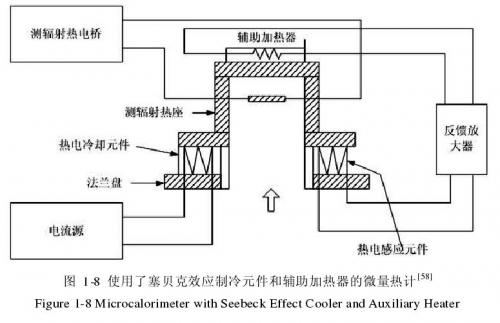 测辐射热电桥
辅助加热器
测辐射热座
反馈放
大器
热电冷却元件
法兰盘
电流源
热电感应元件
图 1-8 使用了塞贝克效应制冷元件和辅助加热器的微量热计[58]
Figure 1-8 Microcalorimeter with Seebeck Effect Cooler and Auxiliary Heater